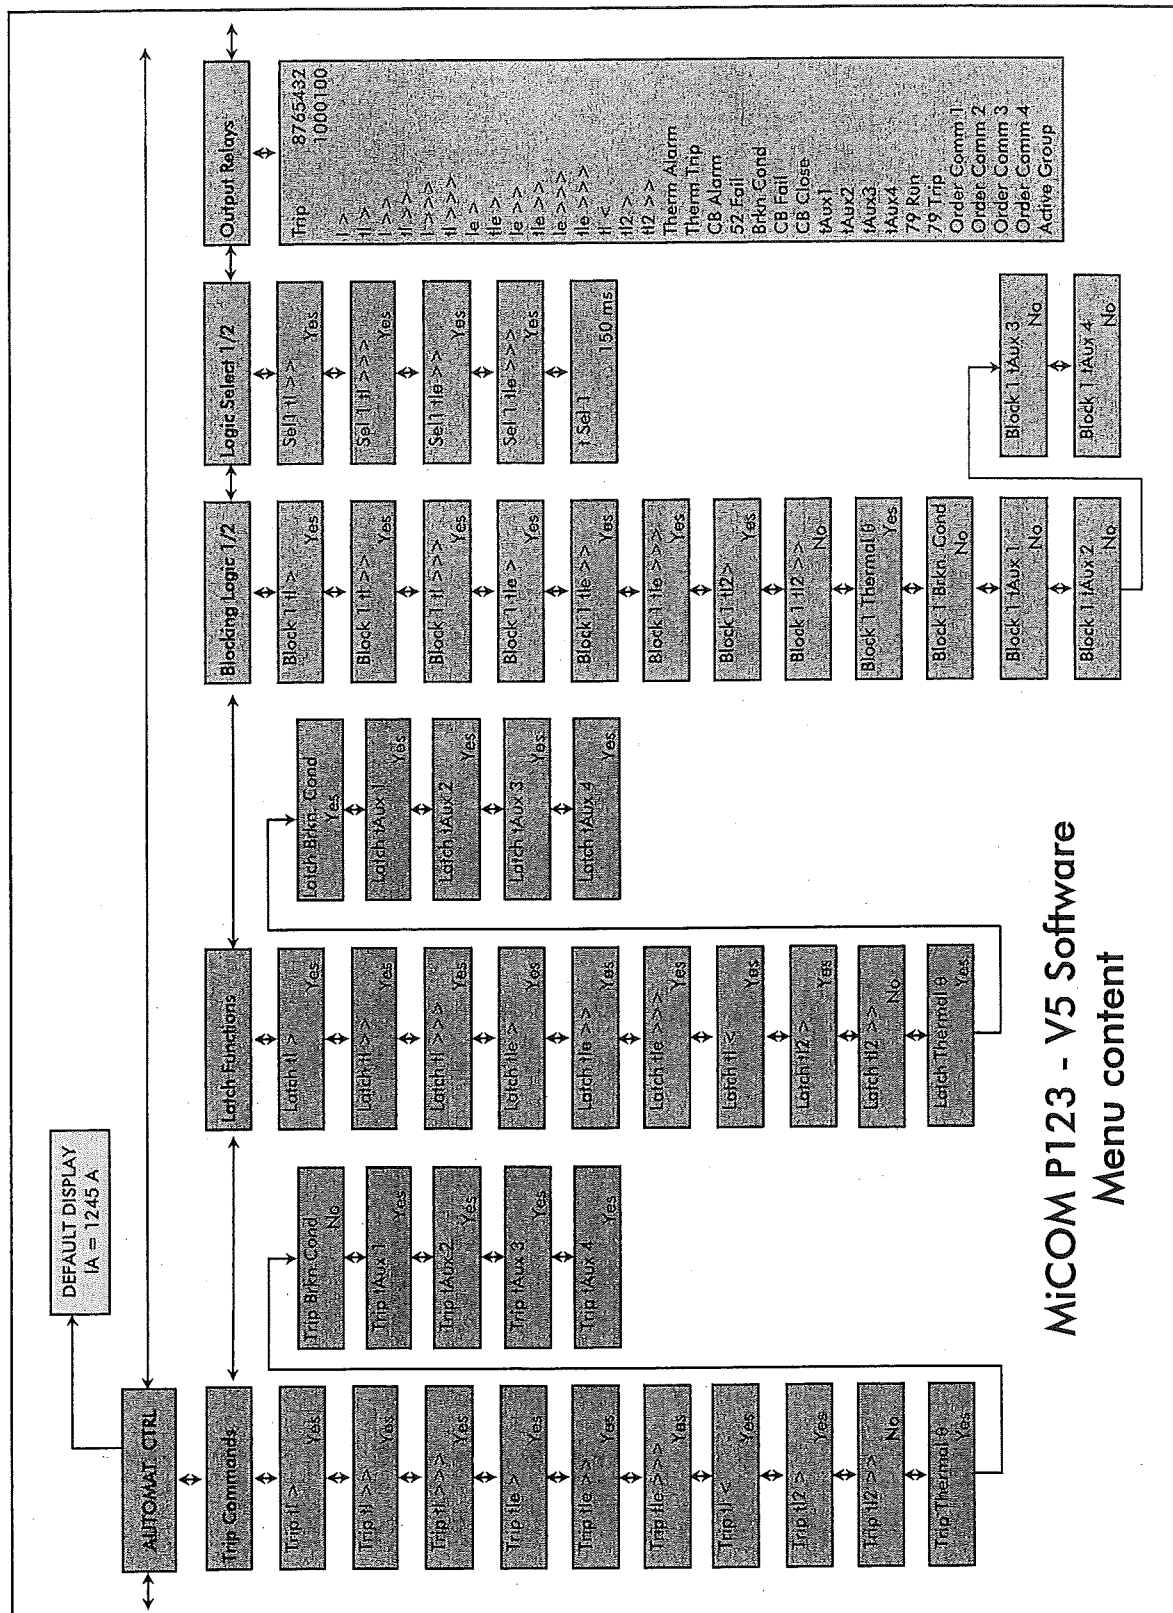 DEFAULT DISPLAY
IA = 1245 A
AUTOMAT. CTRL
Trip Commands
Trip tI >
Yes
Trip tI >>
Yes
Trip tI >>>
Yes
Trip tIe >
Yes
Trip tIe >>
Yes
Trip tIe >>>
Yes
Trip tI <
Yes
Trip tI2 >
Yes
Trip tI2 >>
No
Trip Thermal θ
Yes
Trip Brkn. Cond
No
Trip tAux 1
Yes
Trip tAux 2
Yes
Trip tAux 3
Yes
Trip tAux 4
Yes
Latch Functions
Latch tI >
Yes
Latch tI >>
Yes
Latch tI >>>
Yes
Latch tIe >
Yes
Latch tIe >>
Yes
Latch tIe >>>
Yes
Latch tI <
Yes
Latch tI2 >
Yes
Latch tI2 >>
No
Latch Thermal θ
Yes
Latch Brkn. Cond
Yes
Latch tAux 1
Yes
Latch tAux 2
Yes
Latch tAux 3
Yes
Latch tAux 4
Yes
Blocking Logic 1/2
Block 1 tI >
Yes
Block 1 tI >>
Yes
Block 1 tI >>>
Yes
Block 1 tIe >
Yes
Block 1 tIe >>
Yes
Block 1 tIe >>>
Yes
Block 1 tI2 >
Yes
Block 1 tI2 >>
No
Block 1 Thermal θ
Yes
Block 1 Brkn. Cond
No
Block 1 tAux 1
No
Block 1 tAux2
No
Block 1 tAux 3
No
Block 1 tAux 4
No
Logic Select 1/2
Sel1 tI >>
Yes
Sel 1 tI >>>
Yes
Sel1 tIe >>
Yes
Sel 1 tIe >>>
Yes
t Sel 1
150 ms
Output Relays
Trip 8765432
1000100
I >
tI >
I >>
tI >>
I >>>
tI >>>
Ie >
tIe >
Ie >>
tIe >>
Ie >>>
tIe >>>
tI <
tI2 >
tI2 >>
Therm Alarm
Therm Trip
CB Alarm
52 Fail
Brkn Cond
CB Fail
CB Close
tAux1
tAux2
tAux3
tAux4
79 Run
79 Trip
Order Comm 1
Order Comm 2
Order Comm 3
Order Comm 4
Active Group
MiCOM P123 - V5 Software
Menu content